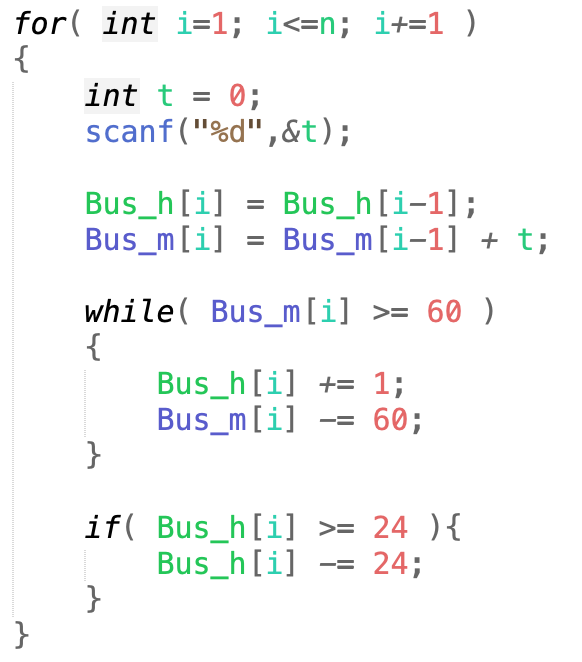 for( int i=1; i<=n; i+=1 )
{
    int t = 0;
    scanf("%d",&t);

    Bus_h[i] = Bus_h[i-1];
    Bus_m[i] = Bus_m[i-1] + t;

    while( Bus_m[i] >= 60 )
    {
        Bus_h[i] += 1;
        Bus_m[i] -= 60;
    }

    if( Bus_h[i] >= 24 ){
        Bus_h[i] -= 24;
    }
}